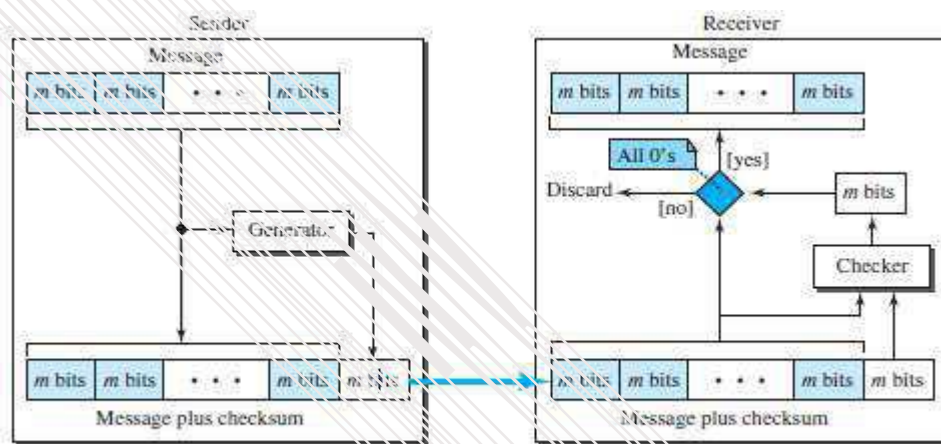 Sender
Message
m bits m bits • • • m bits
Generator
m bits m bits • • • m bits m bits
Message plus checksum
Receiver
Message
m bits m bits • • • m bits
All 0's
[yes]
Discard
[no]
m bits
Checker
m bits m bits • • • m bits m bits
Message plus checksum